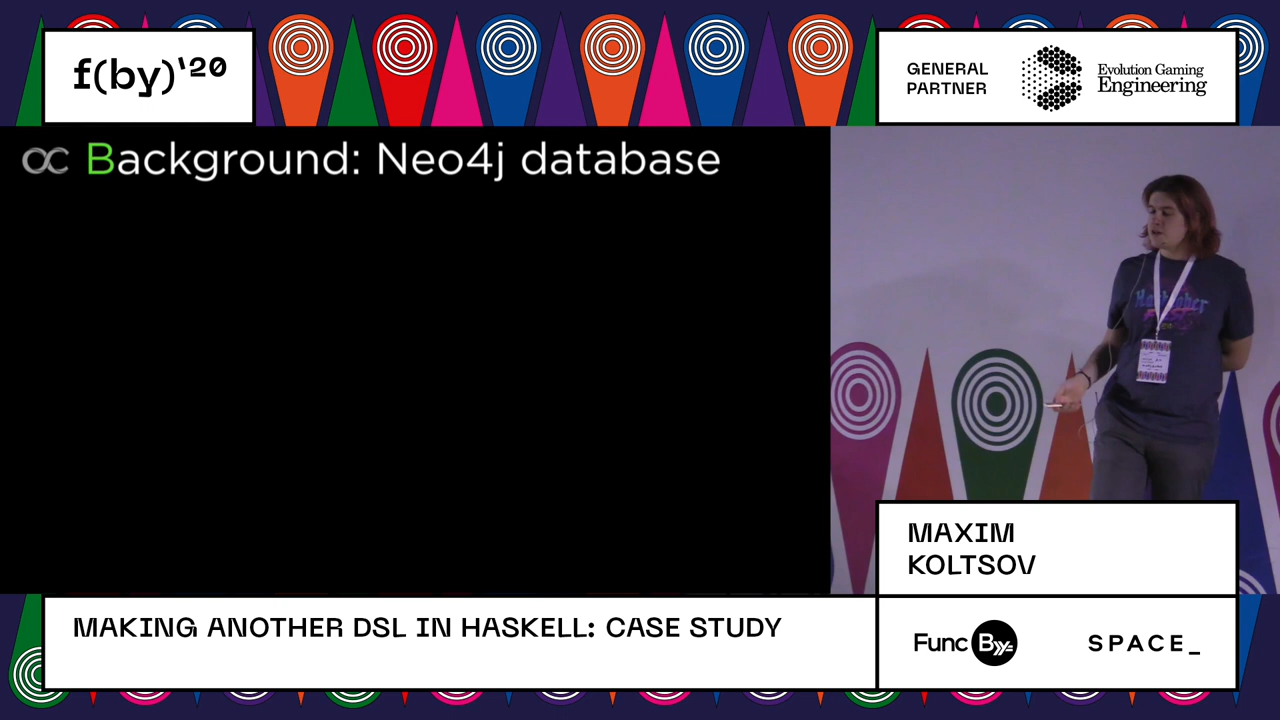 f(by)'20
GENERAL
PARTNER
Evolution Gaming
Engineering
Background: Neo4j database
MAXIM
KOLTSOV
MAKING ANOTHER DSL IN HASKELL: CASE STUDY
Func By
SPACE_